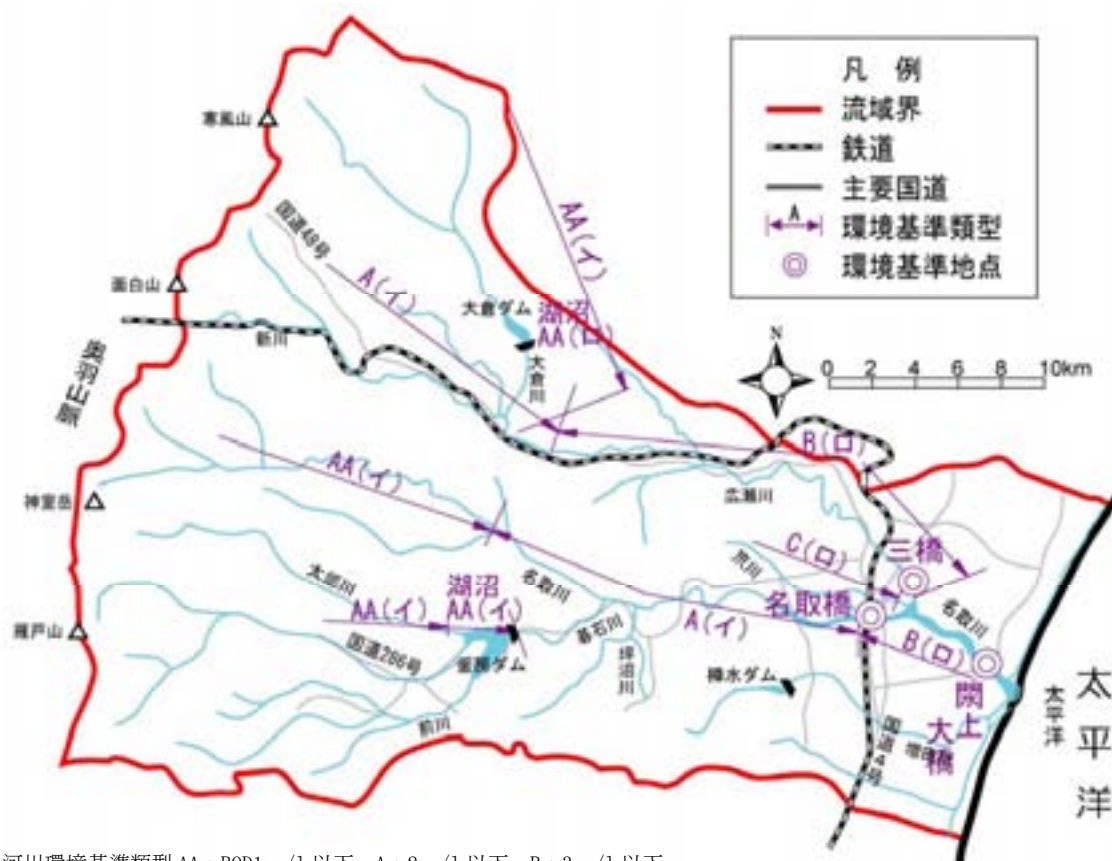 凡 例
流域界
鉄道
主要国道
A
環境基準類型
環境基準地点
寒風山
面白山
奥羽山脈
神室岳
雁戸山
国道48号
A(イ)
AA(イ)
大倉ダム
湖沼
AA(ロ)
大倉川
新川
N
0 2 4 6 8 10km
B(ロ)
広瀬川
AA(イ)
C(ロ)
荒川
三橋
名取橋
名取川
A(イ)
B(ロ)
太郎川
名取川
湖沼
AA(イ)
AA(イ)
国道286号
釜房ダム
碁石川
坪沼川
前川
樽水ダム
国道4号
閖上大橋
太平洋
太平洋